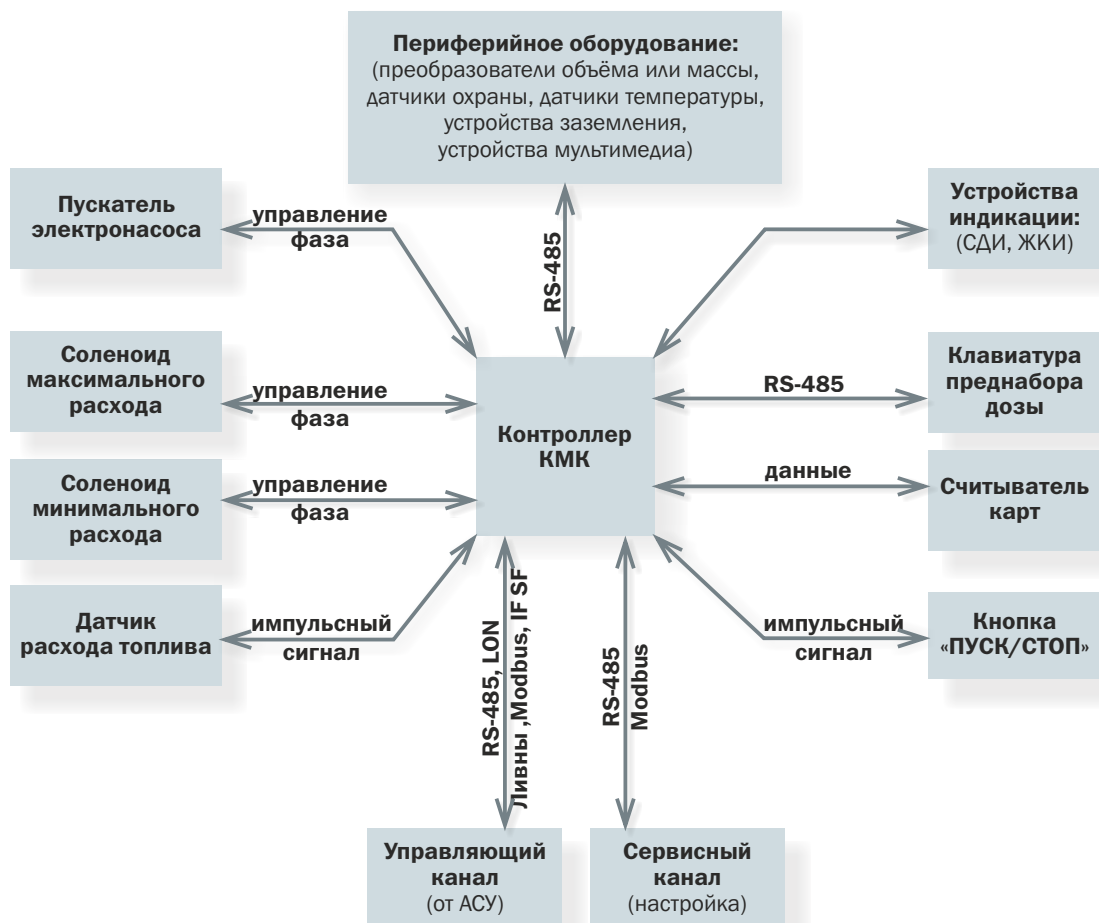 Периферийное оборудование:
(преобразователи объёма или массы,
датчики охраны, датчики температуры,
устройства заземления,
устройства мультимедиа)
Пускатель
электронасоса
управление
фаза
RS-485
Устройства
индикации:
(СДИ, ЖКИ)
Соленоид
максимального
расхода
управление
фаза
Контроллер
КМК
RS-485
Клавиатура
преднабора
дозы
Соленоид
минимального
расхода
управление
фаза
данные
Считыватель
карт
Датчик
расхода топлива
импульсный
сигнал
RS-485, LON
Ливны ,Modbus, IF SF
RS-485
Modbus
импульсный
сигнал
Кнопка
«ПУСК/СТОП»
Управляющий
канал
(от АСУ)
Сервисный
канал
(настройка)